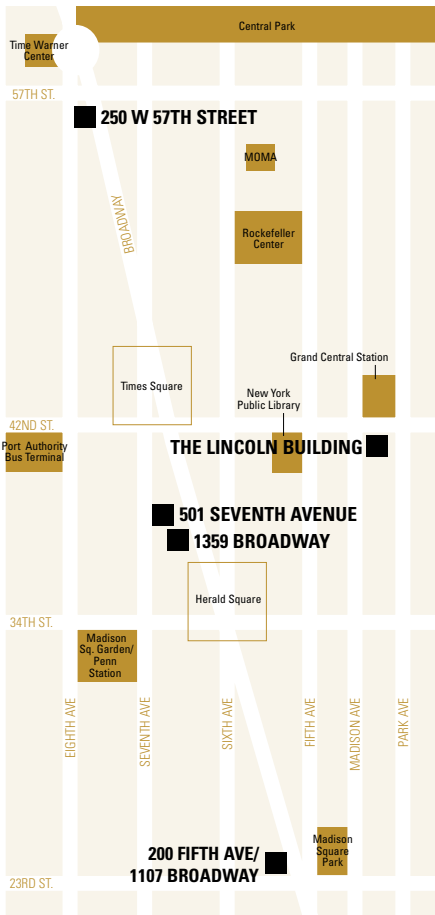 Central Park
Time Warner
Center
57TH ST.
250 W 57TH STREET
MOMA
BROADWAY
Rockefeller
Center
Grand Central Station
Times Square
New York
Public Library
42ND ST.
Port Authority
Bus Terminal
THE LINCOLN BUILDING
501 SEVENTH AVENUE
1359 BROADWAY
Herald Square
34TH ST.
Madison
Sq. Garden/
Penn
Station
EIGHTH AVE
SEVENTH AVE
SIXTH AVE
FIFTH AVE
MADISON AVE
PARK AVE
200 FIFTH AVE/
1107 BROADWAY
Madison
Square
Park
23RD ST.